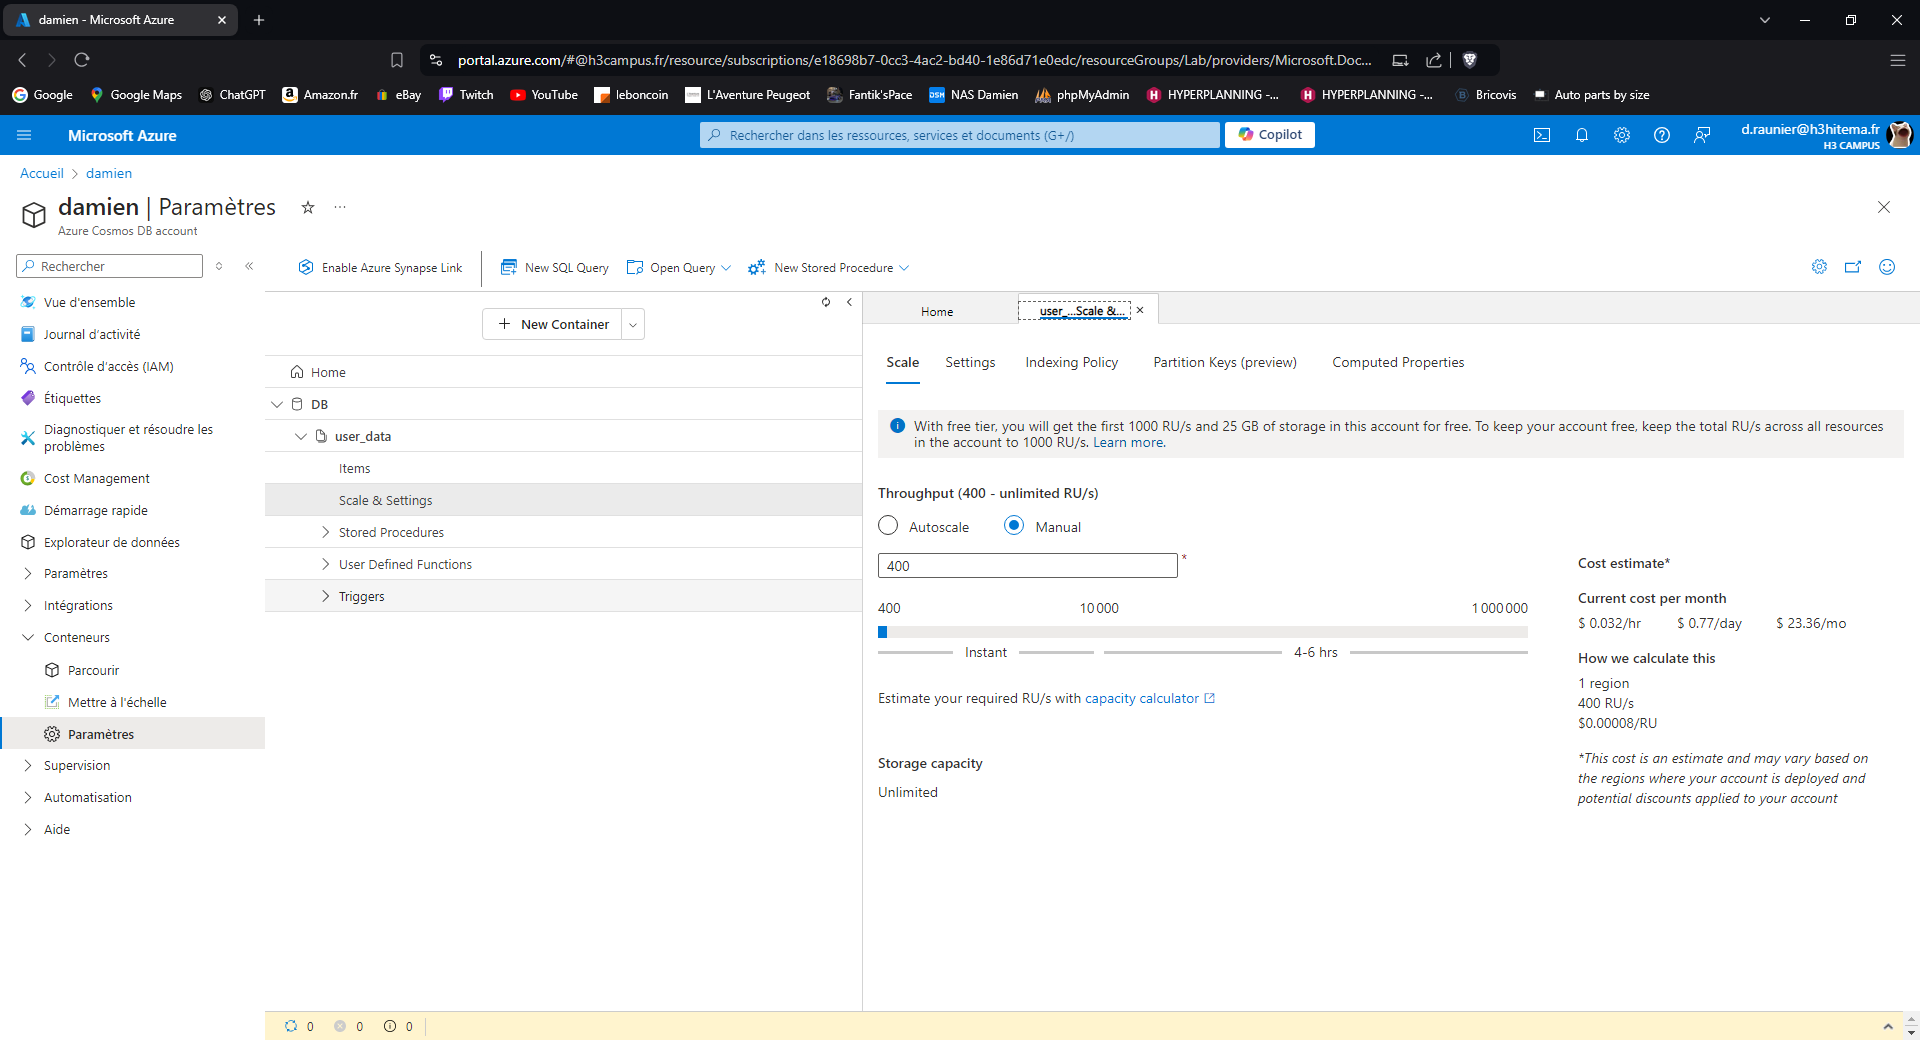 damien - Microsoft Azure
portal.azure.com/#@h3campus.fr/resource/subscriptions/e18698b7-0cc3-4ac2-bd40-1e86d71e0edc/resourceGroups/Lab/providers/Microsoft.Doc...
Google Google Maps ChatGPT Amazon.fr eBay Twitch YouTube leboncoin L'Aventure Peugeot Fantik'sPace NAS Damien phpMyAdmin HYPERPLANNING -... HYPERPLANNING -... Bricovis Auto parts by size
Microsoft Azure
Rechercher dans les ressources, services et documents (G+/)
Copilot
d.raunier@h3hitema.fr
H3 CAMPUS
Accueil > damien
damien | Paramètres
Azure Cosmos DB account
Rechercher
Vue d'ensemble
Journal d'activité
Contrôle d'accès (IAM)
Étiquettes
Diagnostiquer et résoudre les
problèmes
Cost Management
Démarrage rapide
Explorateur de données
Paramètres
Intégrations
Conteneurs
Parcourir
Mettre à l'échelle
Paramètres
Supervision
Automatisation
Aide
Enable Azure Synapse Link New SQL Query Open Query New Stored Procedure
New Container
Home
DB
user_data
Items
Scale & Settings
Stored Procedures
User Defined Functions
Triggers
Home user_...Scale &...
Scale Settings Indexing Policy Partition Keys (preview) Computed Properties
With free tier, you will get the first 1000 RU/s and 25 GB of storage in this account for free. To keep your account free, keep the total RU/s across all resources
in the account to 1000 RU/s. Learn more.
Throughput (400 - unlimited RU/s)
Autoscale Manual
400 *
400 10 000 1 000 000
Instant 4-6 hrs
Estimate your required RU/s with capacity calculator
Storage capacity
Unlimited
Cost estimate*
Current cost per month
$ 0.032/hr $ 0.77/day $ 23.36/mo
How we calculate this
1 region
400 RU/s
$0.00008/RU
*This cost is an estimate and may vary based on
the regions where your account is deployed and
potential discounts applied to your account
0 0 0